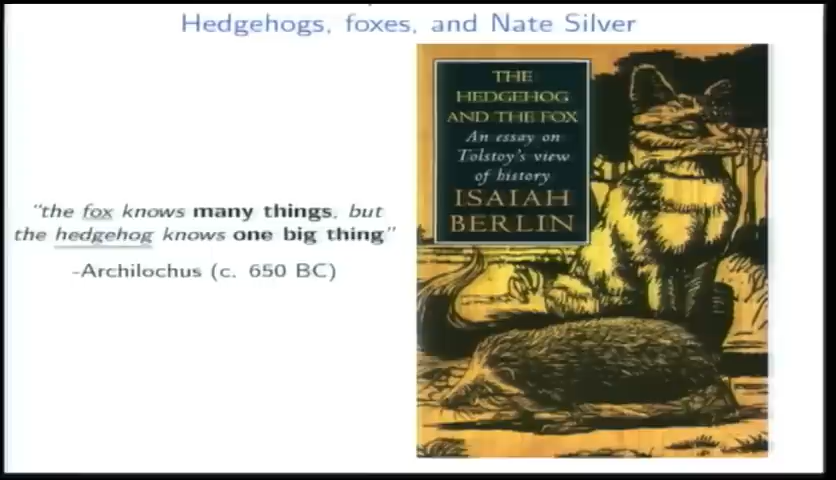 Hedgehogs, foxes, and Nate Silver
THE
HEDGEHOG
AND THE FOX
An essay on
Tolstoy's view
of history
ISAIAH
BERLIN
"the fox knows many things, but
the hedgehog knows one big thing"
-Archilochus (c. 650 BC)